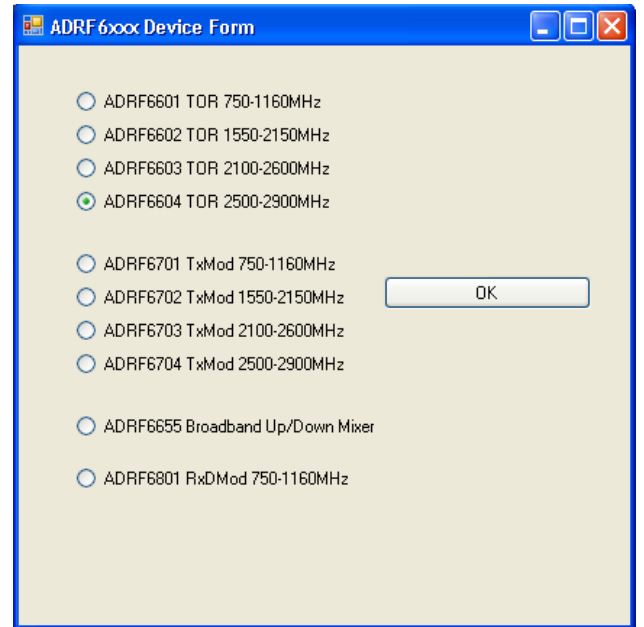 ADRF6xxx Device Form
ADRF6601 TOR 750-1160MHz
ADRF6602 TOR 1550-2150MHz
ADRF6603 TOR 2100-2600MHz
ADRF6604 TOR 2500-2900MHz
ADRF6701 TxMod 750-1160MHz
ADRF6702 TxMod 1550-2150MHz
OK
ADRF6703 TxMod 2100-2600MHz
ADRF6704 TxMod 2500-2900MHz
ADRF6655 Broadband Up/Down Mixer
ADRF6801 RxDMod 750-1160MHz